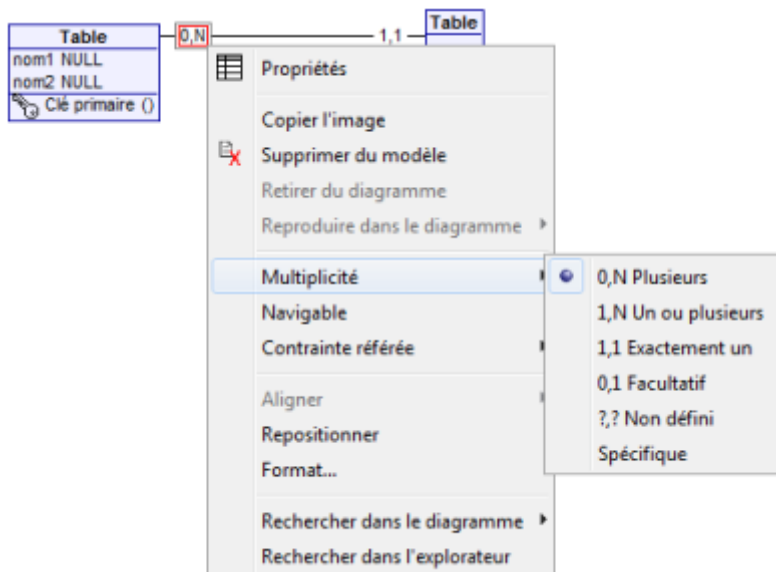 Table
nom1 NULL
nom2 NULL
Clé primaire ()
0,N
1,1
Table
Propriétés
Copier l'image
Supprimer du modèle
Retirer du diagramme
Reproduire dans le diagramme
Multiplicité
Navigable
Contrainte référée
Aligner
Repositionner
Format...
Rechercher dans le diagramme
Rechercher dans l'explorateur
0,N Plusieurs
1,N Un ou plusieurs
1,1 Exactement un
0,1 Facultatif
?,? Non défini
Spécifique